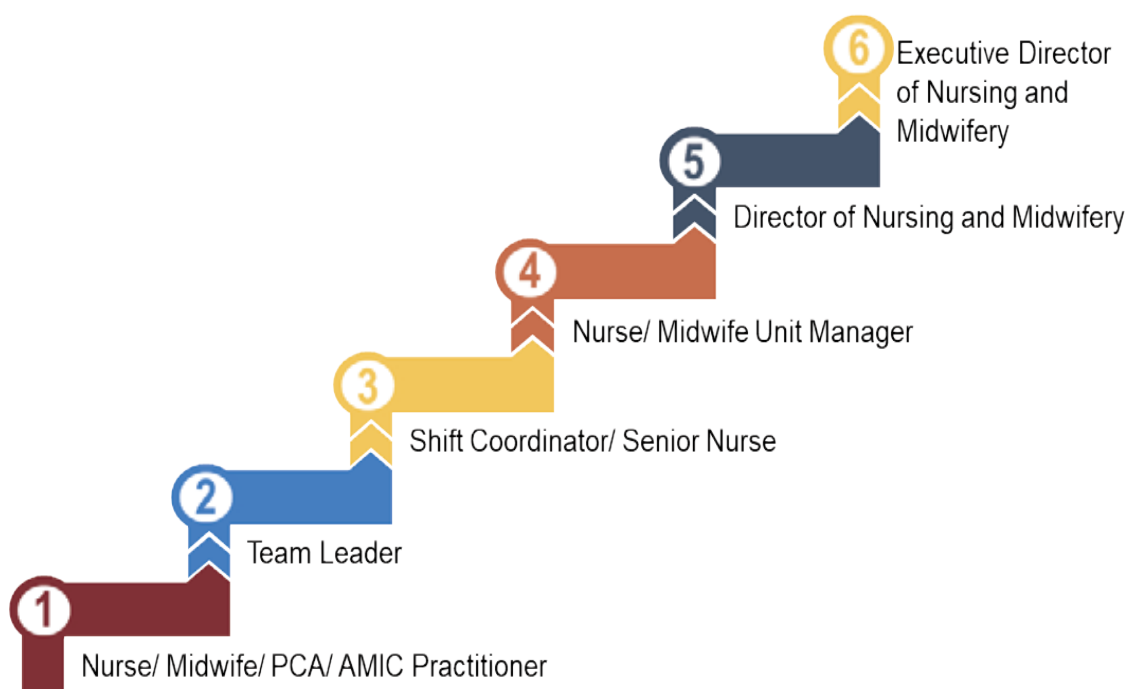 6
Executive Director
of Nursing and
Midwifery
5
Director of Nursing and Midwifery
4
Nurse/ Midwife Unit Manager
3
Shift Coordinator/ Senior Nurse
2
Team Leader
1
Nurse/ Midwife/ PCA/ AMIC Practitioner